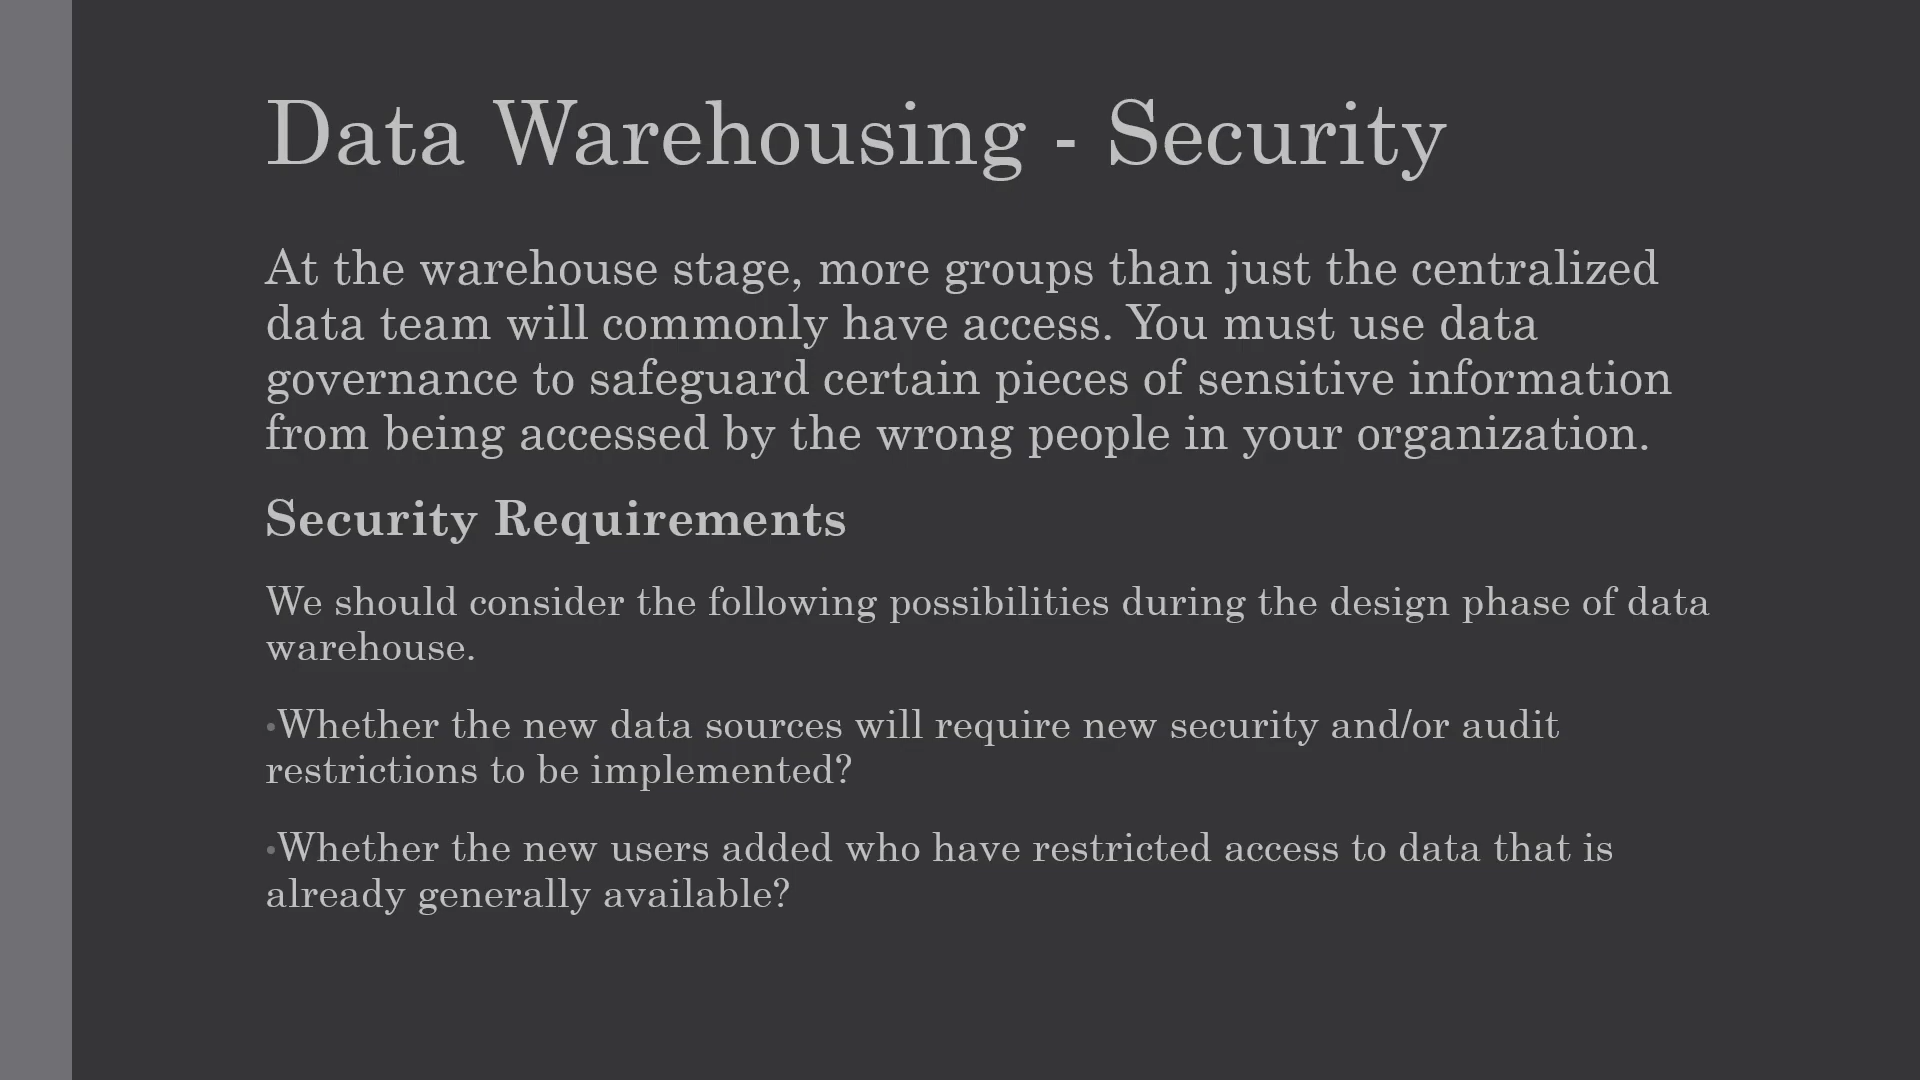 Data Warehousing - Security
At the warehouse stage, more groups than just the centralized
data team will commonly have access. You must use data
governance to safeguard certain pieces of sensitive information
from being accessed by the wrong people in your organization.
Security Requirements
We should consider the following possibilities during the design phase of data
warehouse.
•Whether the new data sources will require new security and/or audit
restrictions to be implemented?
•Whether the new users added who have restricted access to data that is
already generally available?